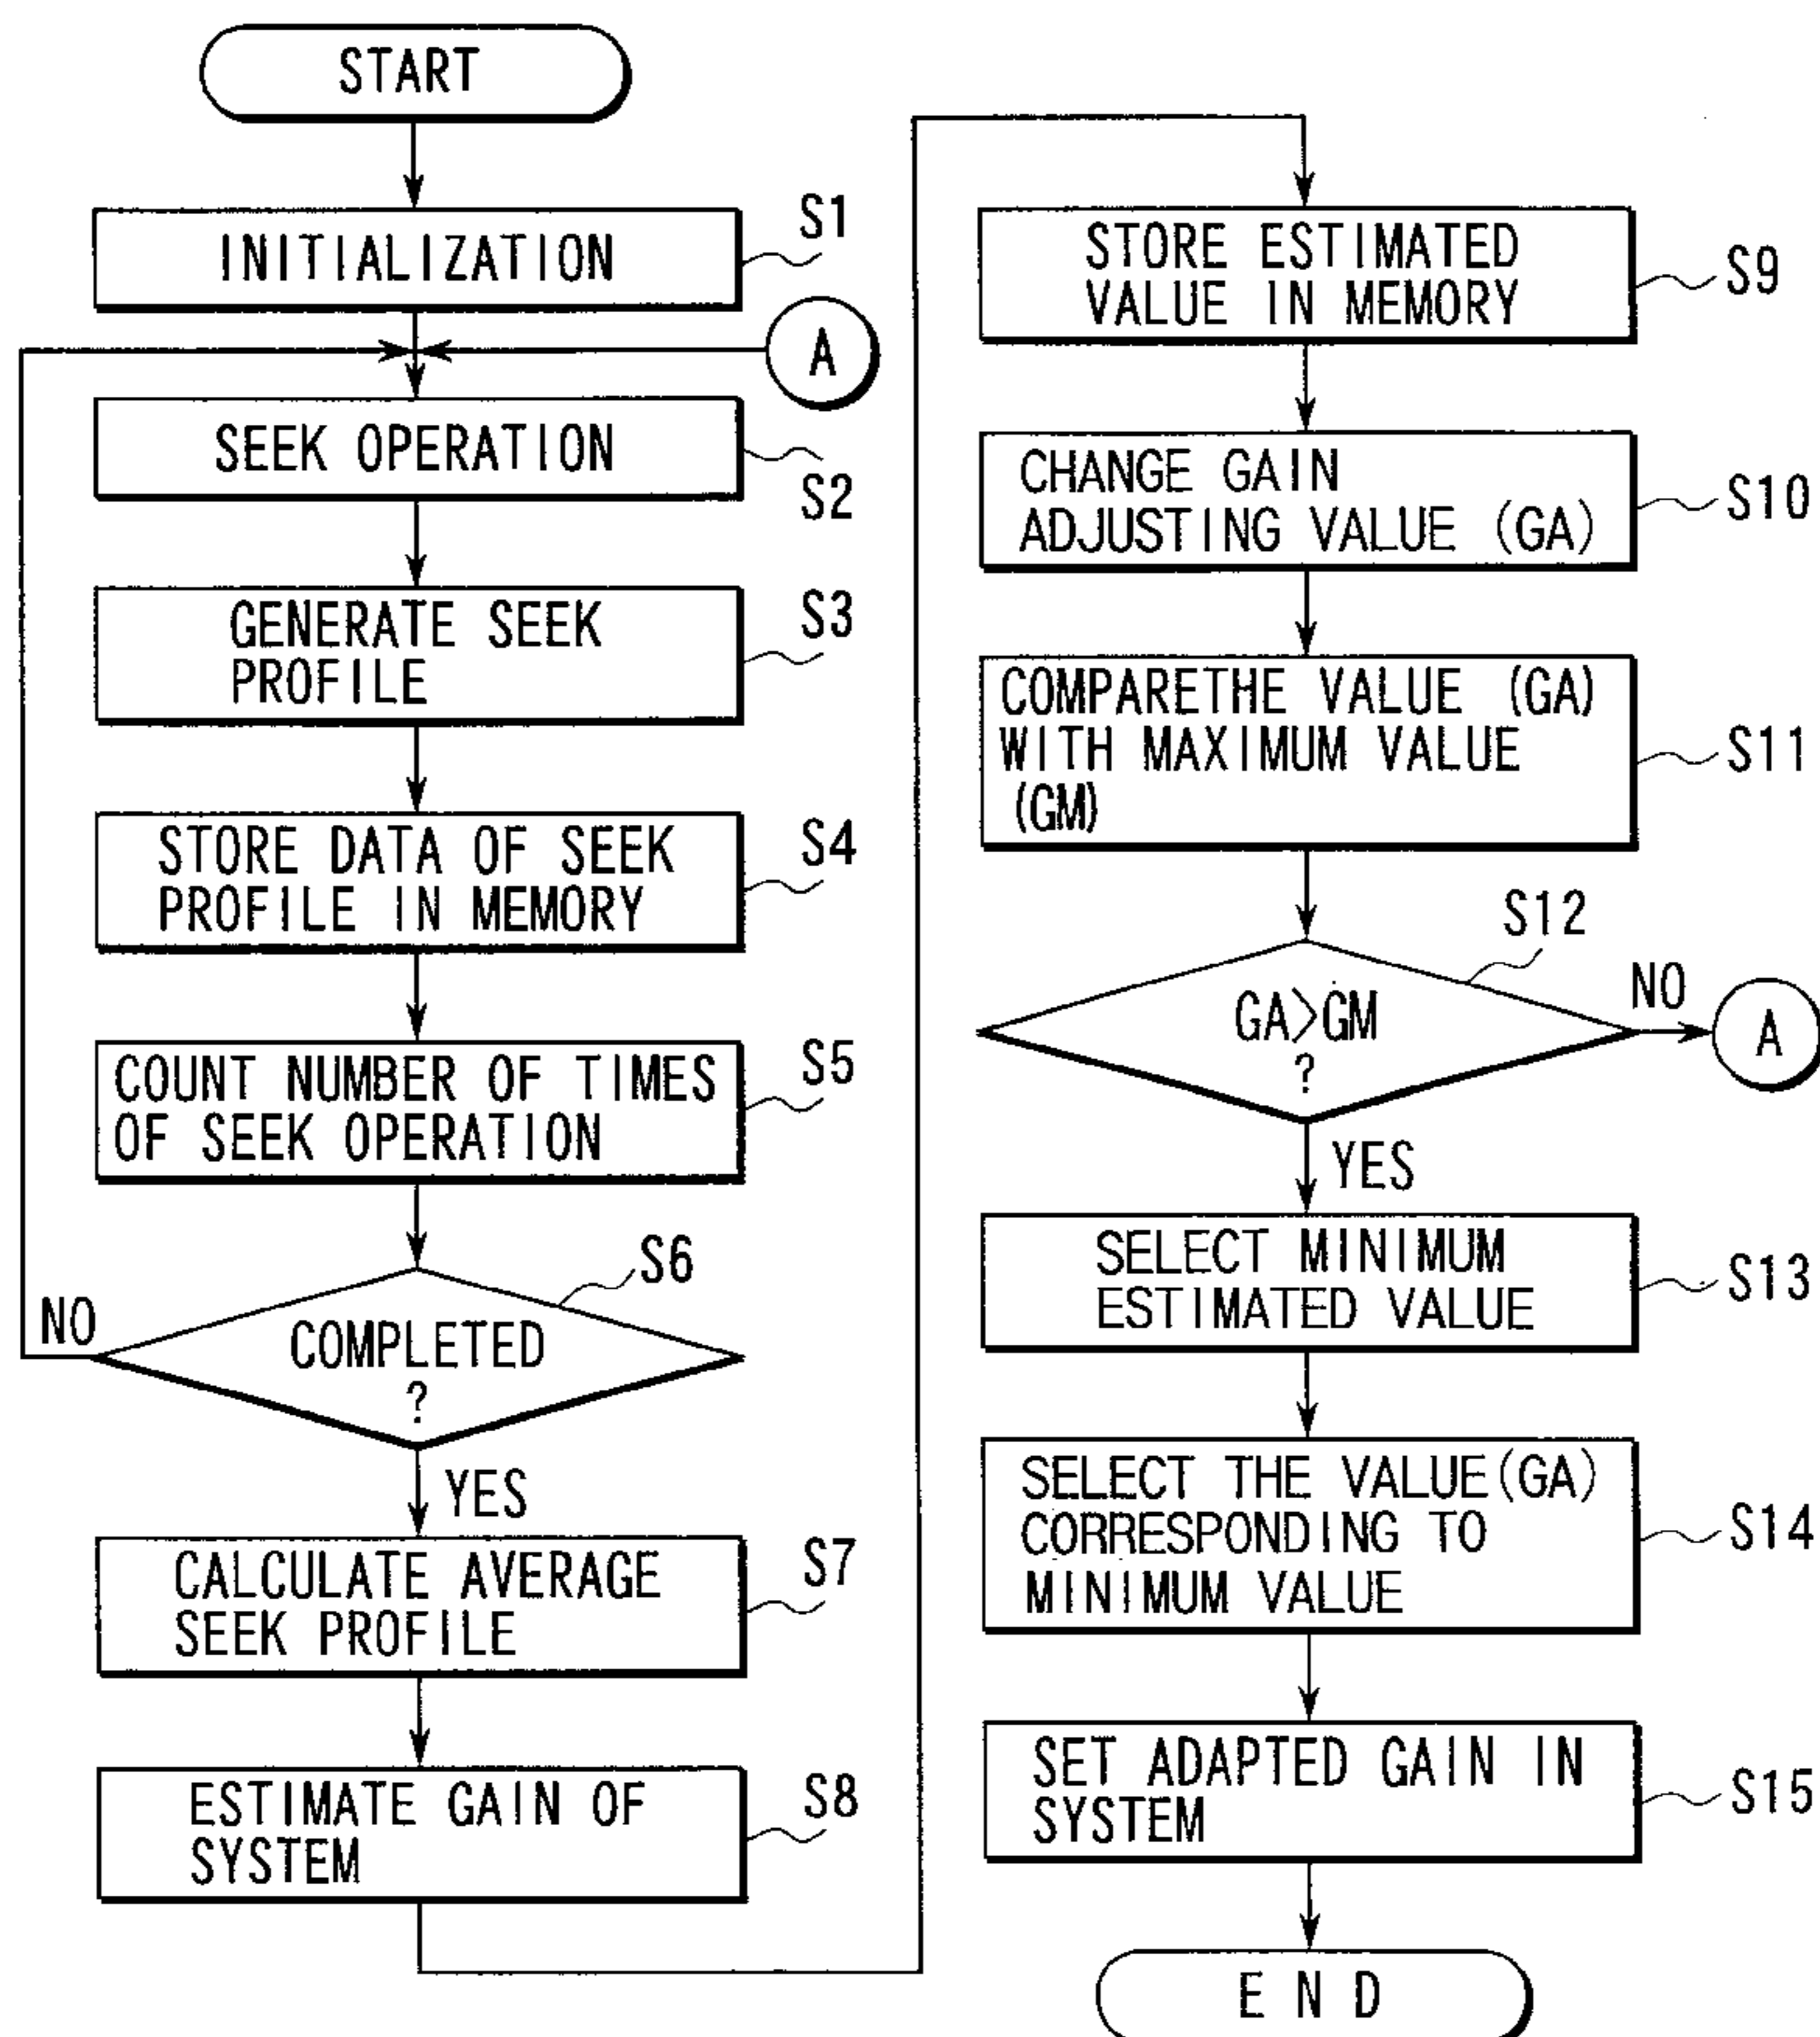 START
INITIALIZATION
S1
A
SEEK OPERATION
S2
GENERATE SEEK
PROFILE
S3
STORE DATA OF SEEK
PROFILE IN MEMORY
S4
COUNT NUMBER OF TIMES
OF SEEK OPERATION
S5
S6
NO
COMPLETED
?
YES
CALCULATE AVERAGE
SEEK PROFILE
S7
ESTIMATE GAIN OF
SYSTEM
S8
STORE ESTIMATED
VALUE IN MEMORY
S9
CHANGE GAIN
ADJUSTING VALUE (GA)
S10
COMPARETHE VALUE (GA)
WITH MAXIMUM VALUE
(GM)
S11
S12
GA>GM
?
NO
A
YES
SELECT MINIMUM
ESTIMATED VALUE
S13
SELECT THE VALUE(GA)
CORRESPONDING TO
MINIMUM VALUE
S14
SET ADAPTED GAIN IN
SYSTEM
S15
END